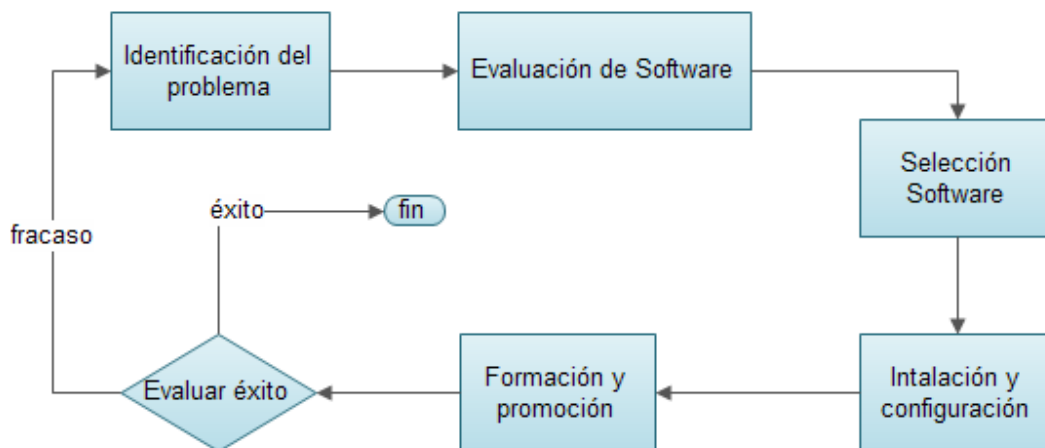 Identificación del
problema
Evaluación de Software
Selección
Software
éxito
fin
fracaso
Evaluar éxito
Formación y
promoción
Intalación y
configuración